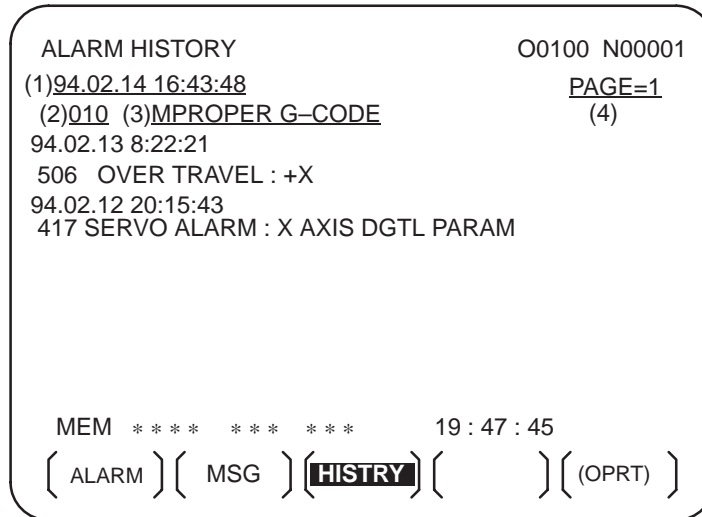 ALARM HISTORY O0100 N00001
(1)94.02.14 16:43:48 PAGE=1
(2)010 (3)MPROPER G–CODE (4)
94.02.13 8:22:21
506 OVER TRAVEL : +X
94.02.12 20:15:43
417 SERVO ALARM : X AXIS DGTL PARAM
MEM ∗∗∗∗ ∗∗∗ ∗∗∗ 19 : 47 : 45
ALARM MSG HISTRY (OPRT)